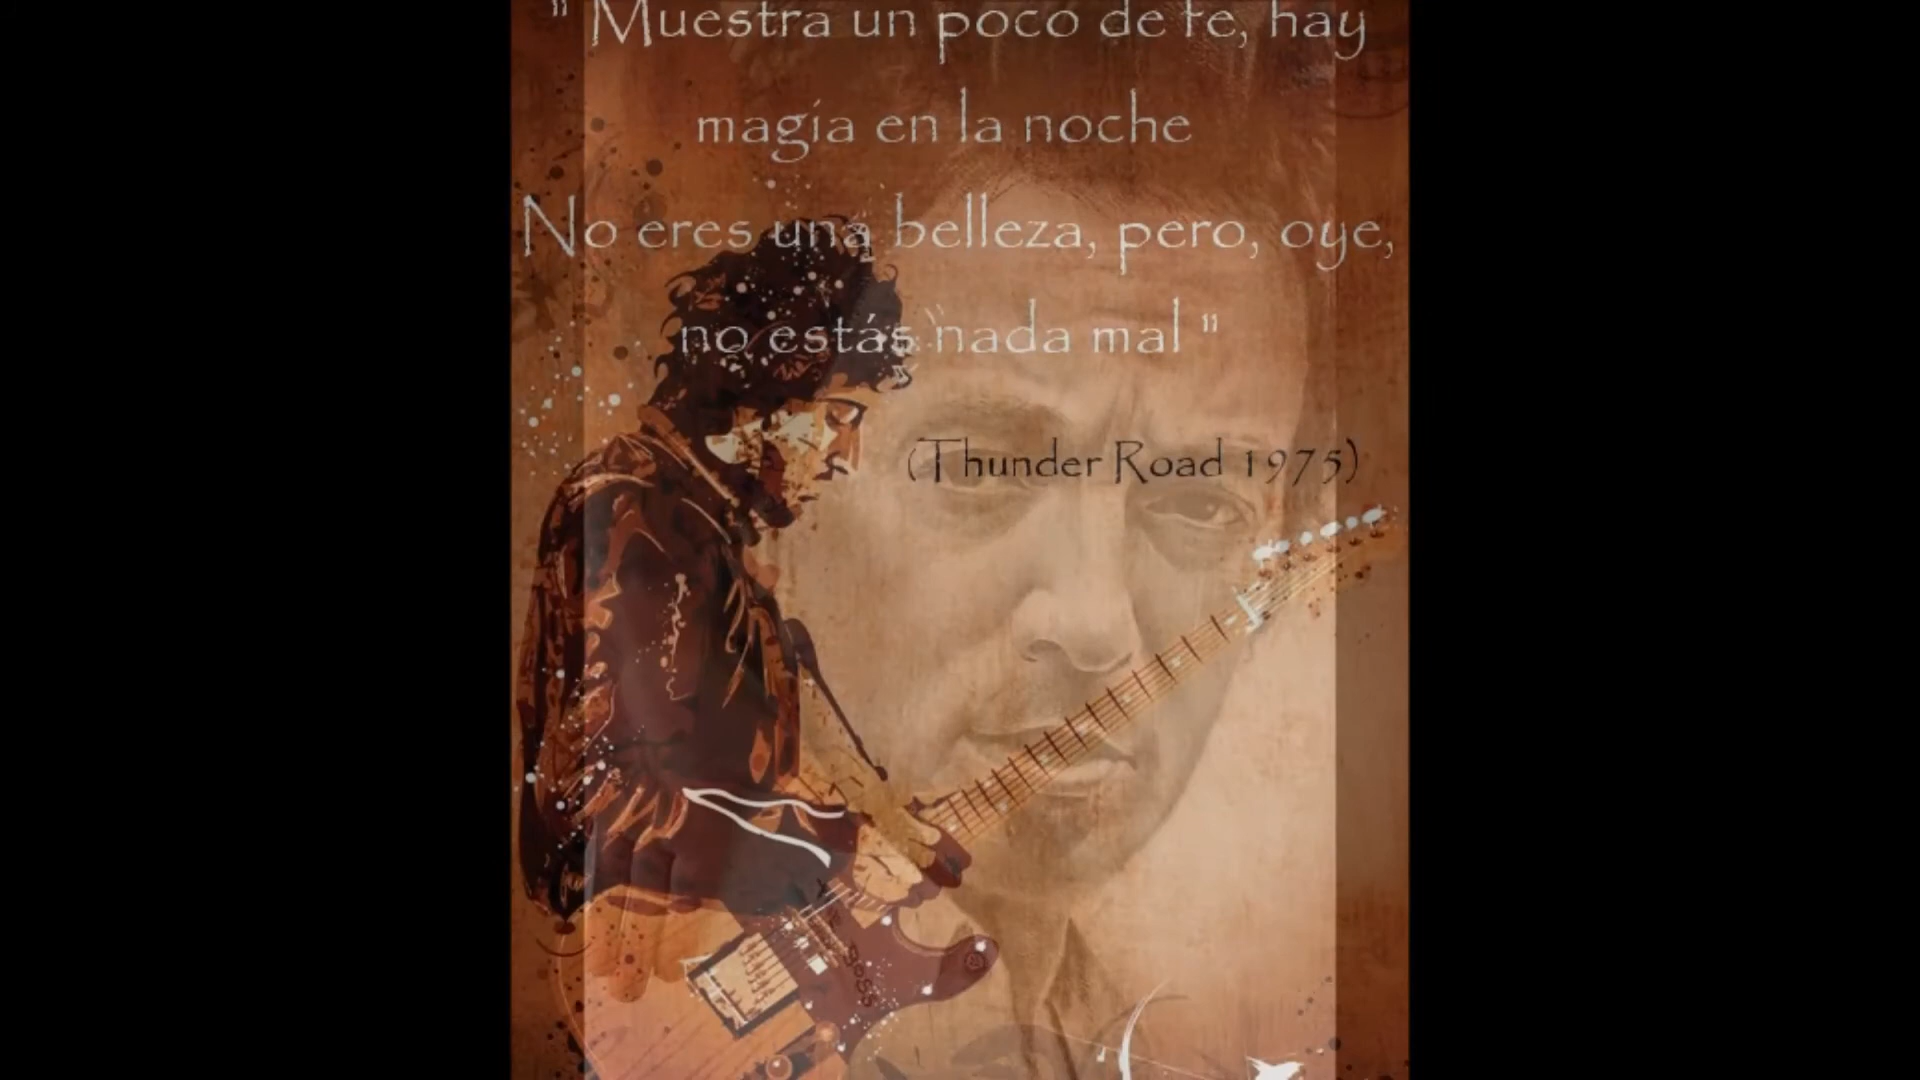 " Muestra un poco de fe, hay
magia en la noche
No eres una belleza, pero, oye,
no estás nada mal "
(Thunder Road 1975)
Boss